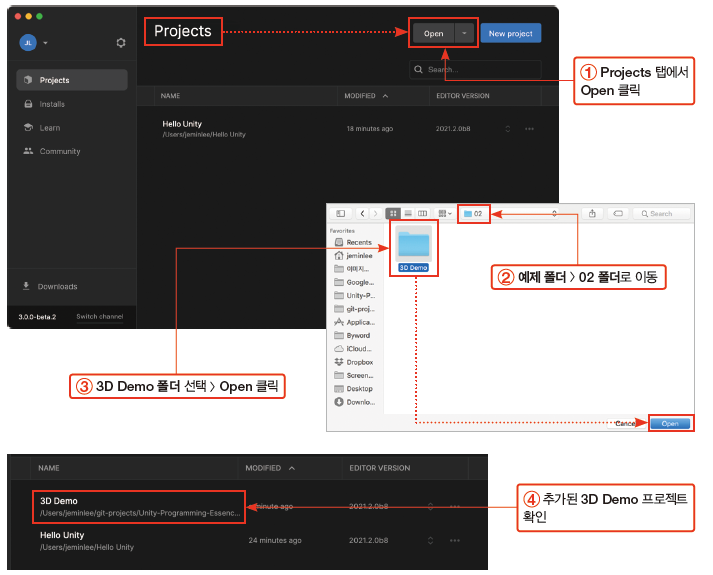 JL
Projects
Installs
Learn
Community
Downloads
3.0.0-beta.2
Switch channel
Projects
Open
New project
Search...
NAME
MODIFIED
EDITOR VERSION
Hello Unity
/Users/jeminlee/Hello Unity
18 minutes ago
2021.2.0b8
① Projects 탭에서
Open 클릭
02
Search
Favorites
Recents
jeminlee
이미지...
Google...
Unity-P...
git-proj...
Applica...
Byword
iCloud...
Dropbox
Screen...
Desktop
Downlo...
3D Demo
② 예제 폴더 > 02 폴더로 이동
③ 3D Demo 폴더 선택 > Open 클릭
Cance
Open
NAME
MODIFIED
EDITOR VERSION
3D Demo
/Users/jeminlee/git-projects/Unity-Programming-Essenc...
minute ago
2021.2.0b8
Hello Unity
/Users/jeminlee/Hello Unity
24 minutes ago
2021.2.0b8
④ 추가된 3D Demo 프로젝트
확인